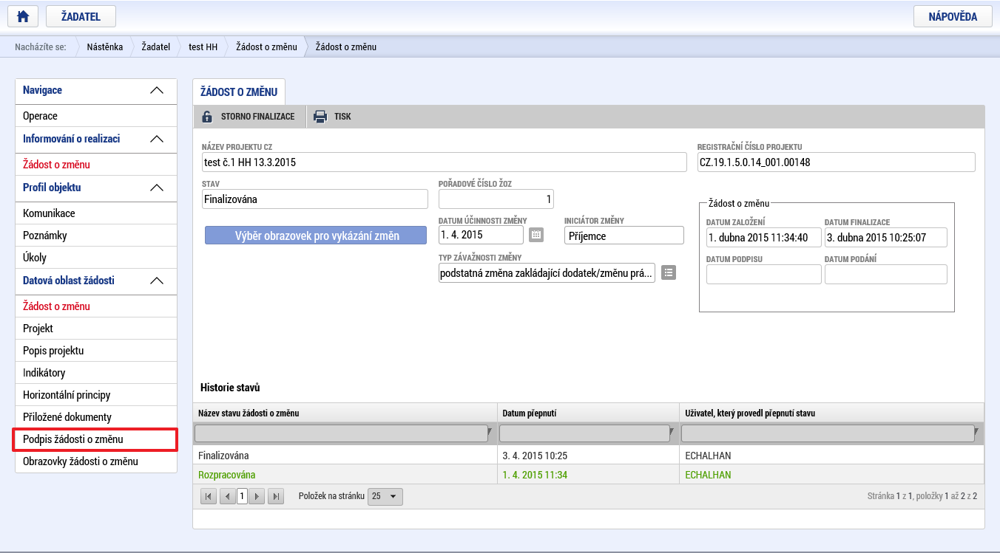 ŽADATEL
NÁPOVĚDA
Nacházíte se: Nástěnka Žadatel test HH Žádost o změnu Žádost o změnu
Navigace
Operace
Informování o realizaci
Žádost o změnu
Profil objektu
Komunikace
Poznámky
Úkoly
Datová oblast žádosti
Žádost o změnu
Projekt
Popis projektu
Indikátory
Horizontální principy
Přiložené dokumenty
Podpis žádosti o změnu
Obrazovky žádosti o změnu
ŽÁDOST O ZMĚNU
STORNO FINALIZACE TISK
NÁZEV PROJEKTU CZ REGISTRAČNÍ ČÍSLO PROJEKTU
test č.1 HH 13.3.2015 CZ.19.1.5.0.14_001.00148
STAV POŘADOVÉ ČÍSLO ŽOZ
Finalizována 1
Výběr obrazovek pro vykázání změn
DATUM ÚČINNOSTI ZMĚNY INICIÁTOR ZMĚNY
1. 4. 2015 Příjemce
TYP ZÁVAŽNOSTI ZMĚNY
podstatná změna zakládající dodatek/změnu prá...
Žádost o změnu
DATUM ZALOŽENÍ DATUM FINALIZACE
1. dubna 2015 11:34:40 3. dubna 2015 10:25:07
DATUM PODPISU DATUM PODÁNÍ
Historie stavů
Název stavu žádosti o změnu Datum přepnutí Uživatel, který provedl přepnutí stavu
Finalizována 3. 4. 2015 10:25 ECHALHAN
Rozpracována 1. 4. 2015 11:34 ECHALHAN
1 Položek na stránku 25 Stránka 1 z 1, položky 1 až 2 z 2